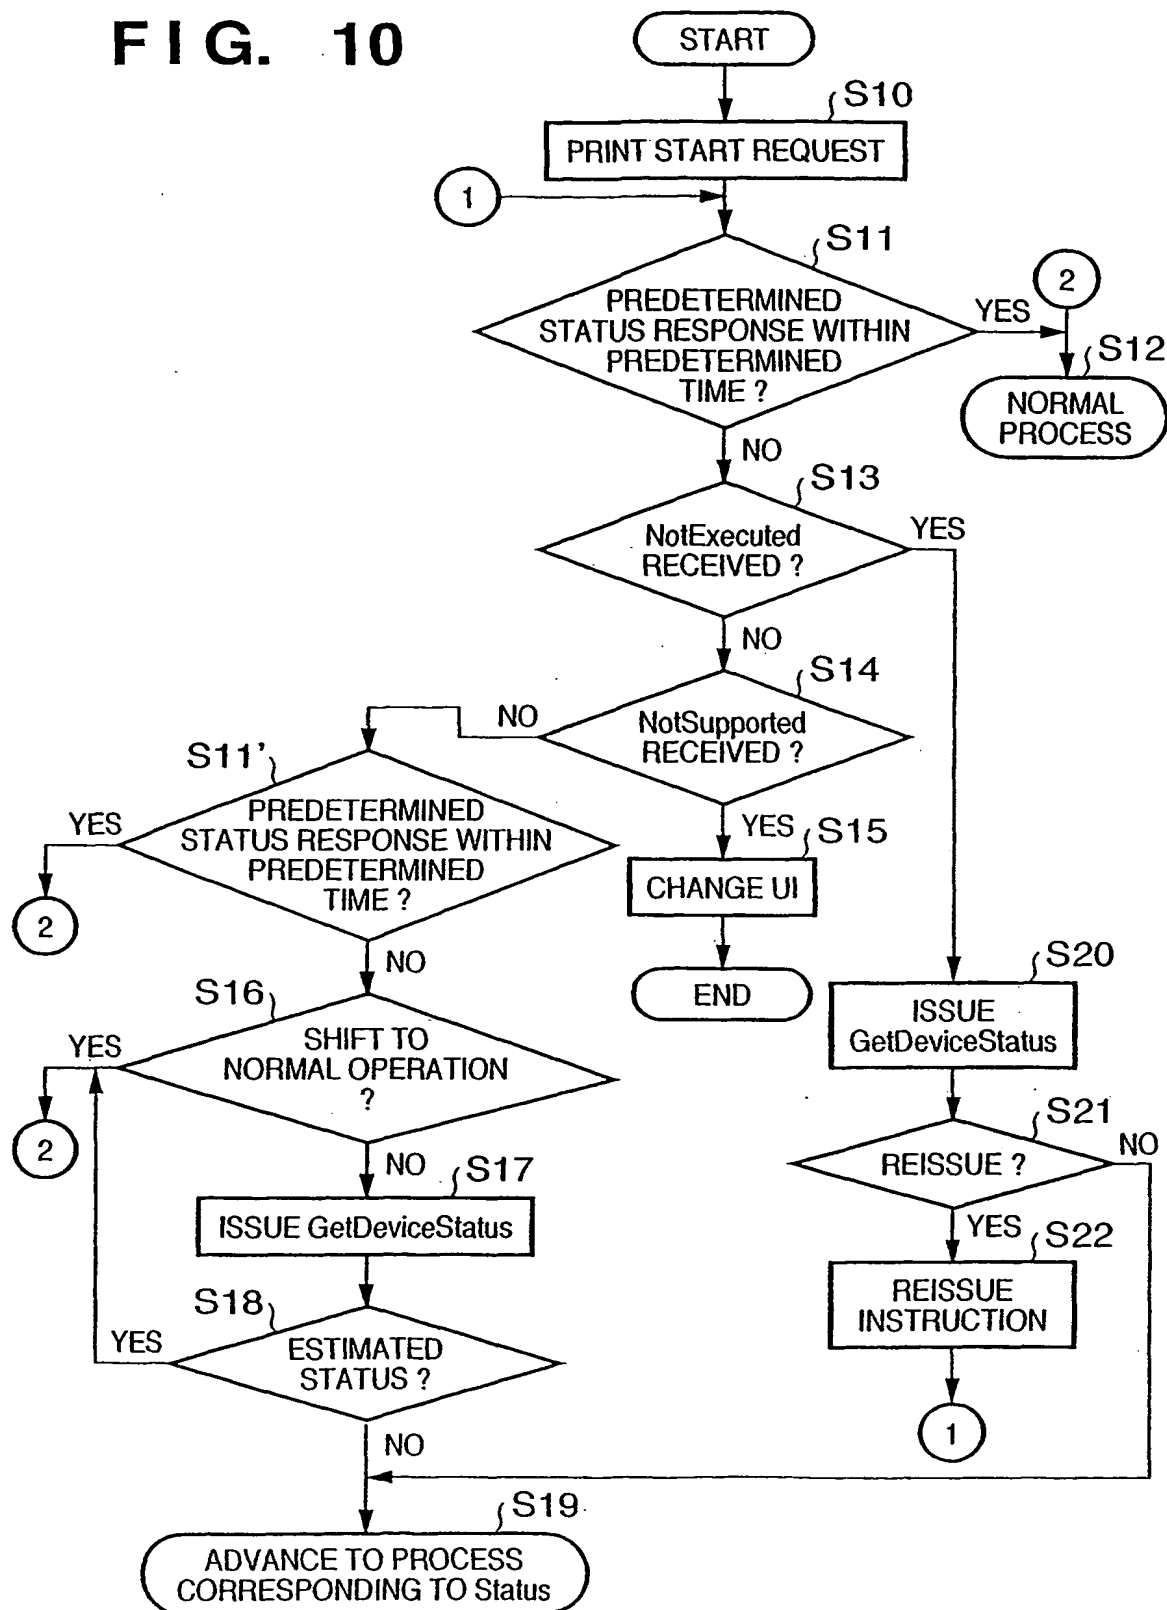 FIG. 10
START
S10
PRINT START REQUEST
1
S11
PREDETERMINED
STATUS RESPONSE WITHIN
PREDETERMINED
TIME ?
YES
2
S12
NORMAL
PROCESS
NO
S13
NotExecuted
RECEIVED ?
YES
NO
S14
NotSupported
RECEIVED ?
NO
S11'
PREDETERMINED
STATUS RESPONSE WITHIN
PREDETERMINED
TIME ?
YES
2
YES
S15
CHANGE UI
END
NO
S16
SHIFT TO
NORMAL OPERATION
?
YES
2
NO
S17
ISSUE GetDeviceStatus
S18
ESTIMATED
STATUS ?
YES
NO
S20
ISSUE
GetDeviceStatus
S21
REISSUE ?
NO
YES
S22
REISSUE
INSTRUCTION
1
S19
ADVANCE TO PROCESS
CORRESPONDING TO Status